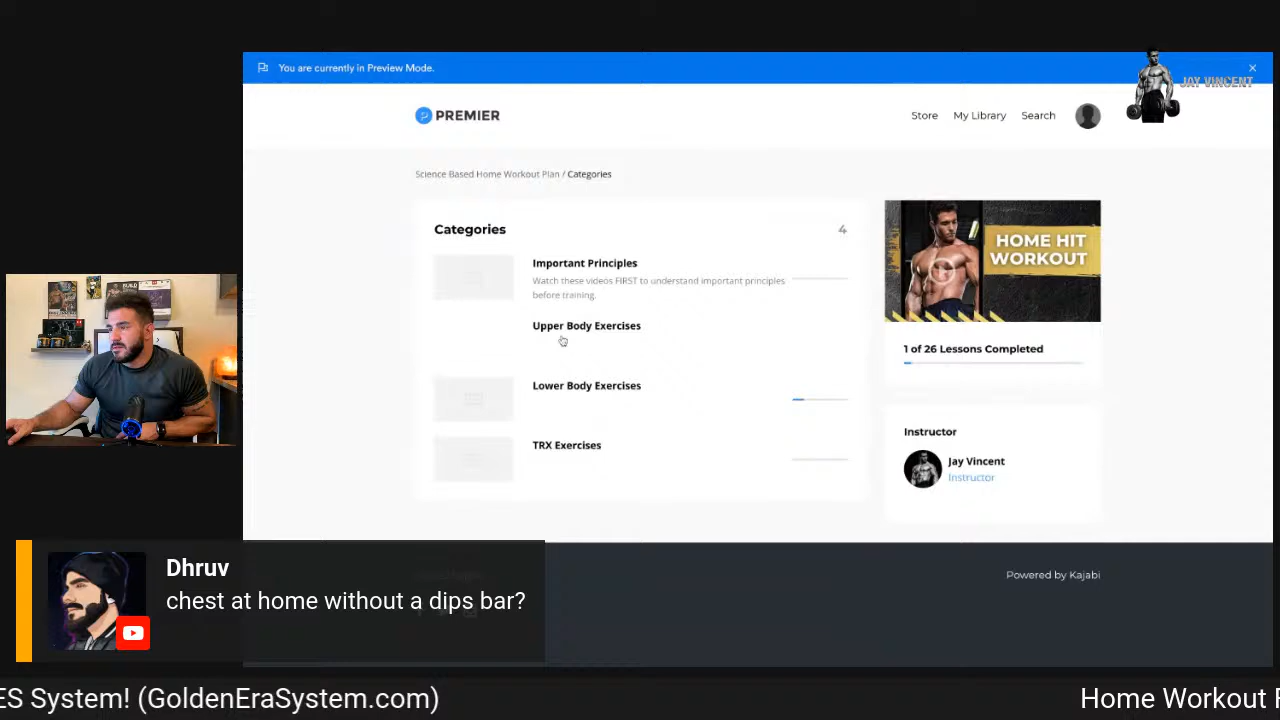 You are currently in Preview Mode.
JAY VINCENT
PREMIER
Store My Library Search
Science Based Home Workout Plan / Categories
Categories 4
Important Principles
Watch these videos FIRST to understand important principles
before training.
Upper Body Exercises
Lower Body Exercises
TRX Exercises
HOME HIT
WORKOUT
1 of 26 Lessons Completed
Instructor
Jay Vincent
Instructor
Powered by Kajabi
Dhruv
chest at home without a dips bar?
ES System! (GoldenEraSystem.com) Home Workout